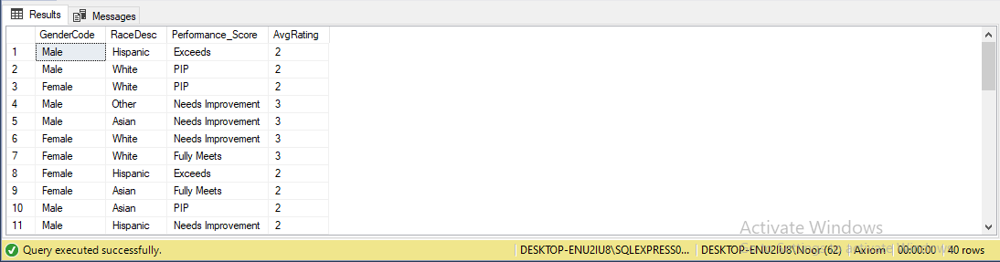 Results Messages
GenderCode RaceDesc Performance_Score AvgRating
1 Male Hispanic Exceeds 2
2 Male White PIP 2
3 Female White PIP 2
4 Male Other Needs Improvement 3
5 Male Asian Needs Improvement 3
6 Female White Needs Improvement 3
7 Female White Fully Meets 3
8 Female Hispanic Exceeds 2
9 Female Asian Fully Meets 2
10 Male Asian PIP 2
11 Male Hispanic Needs Improvement 2
Activate Windows
Query executed successfully. DESKTOP-ENU2IU8\SQLEXPRESS0... DESKTOP-ENU2IU8\Noor (62) Axiom 00:00:00 40 rows